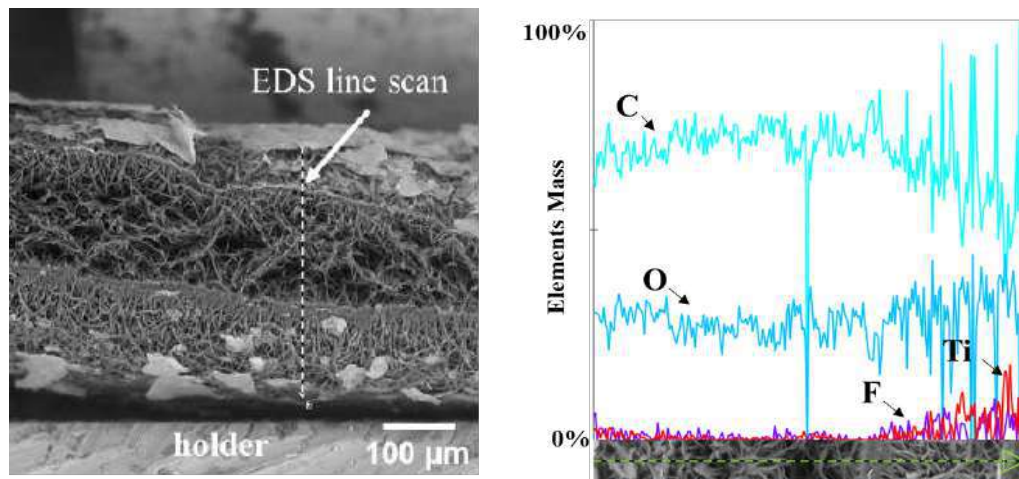 EDS line scan
holder
100 μm
100%
C
Elements Mass
O
Ti
F
0%